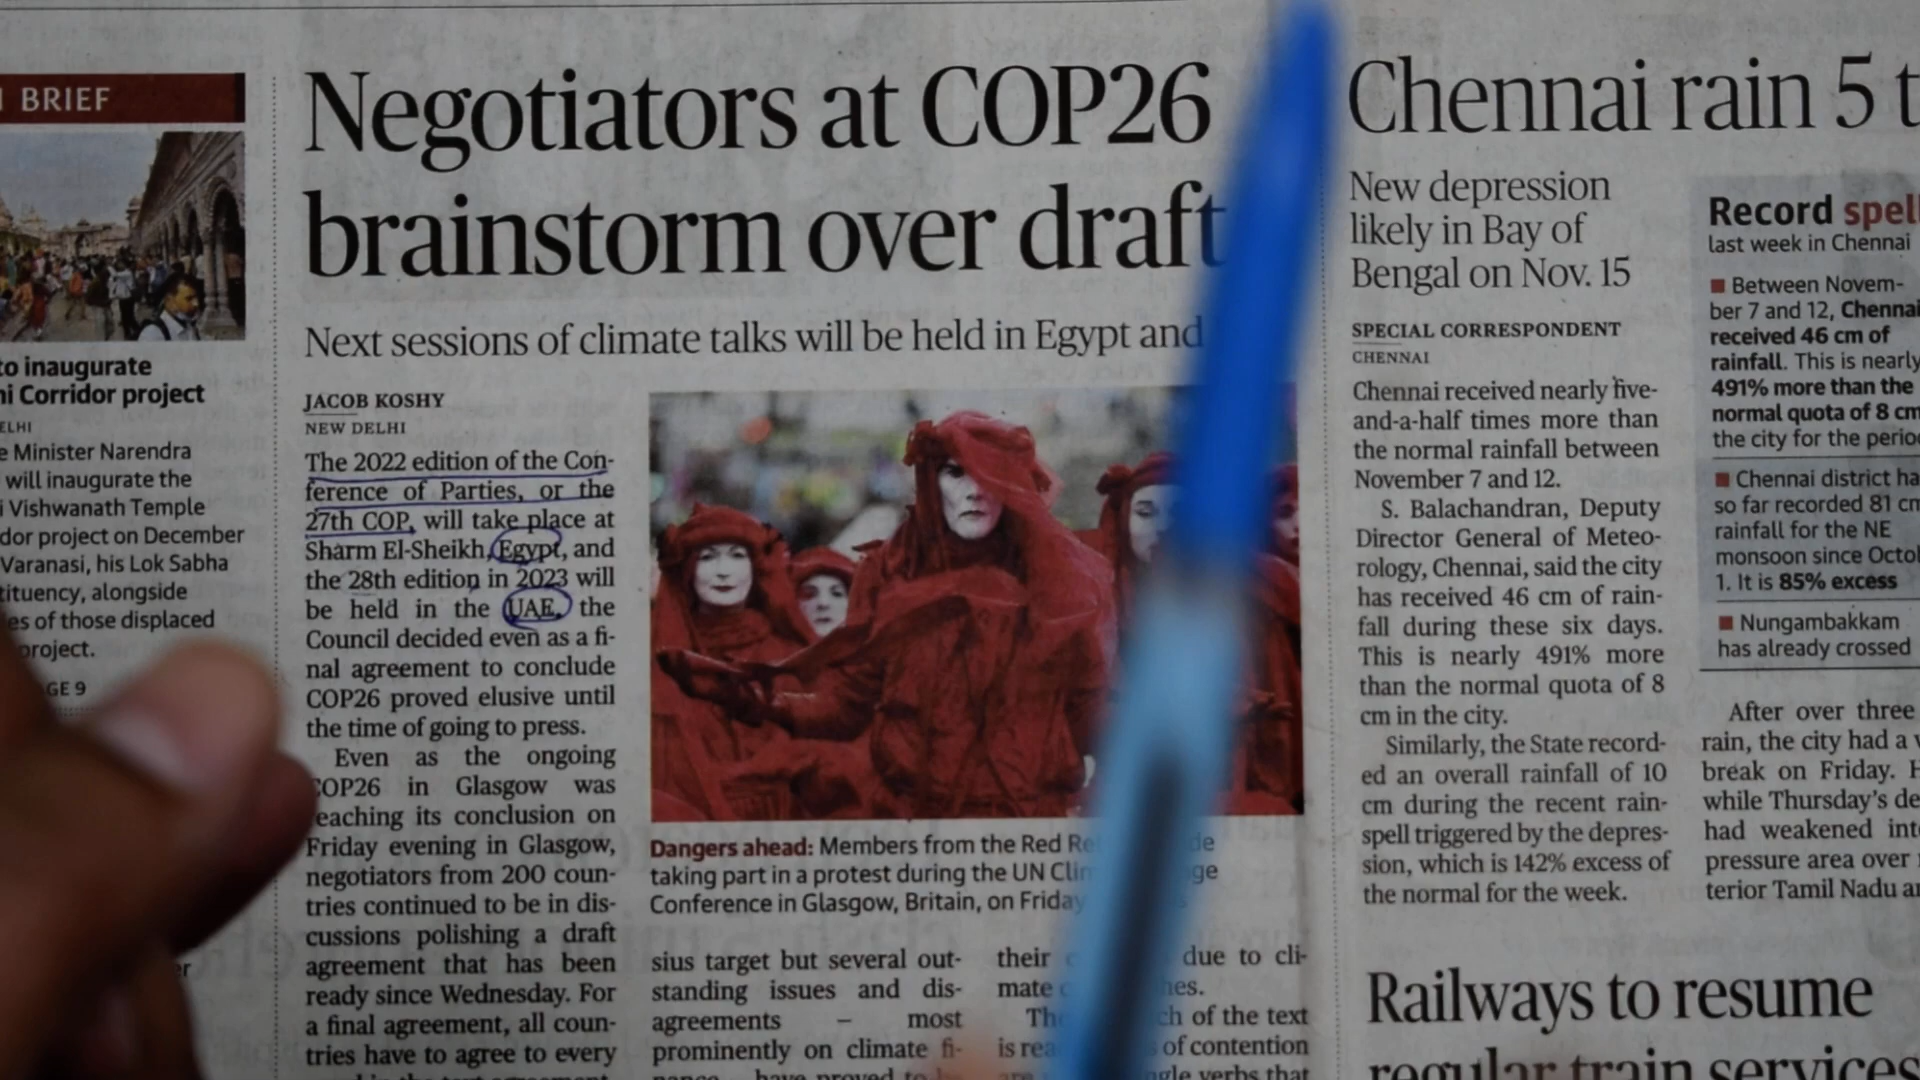 BRIEF
to inaugurate
Corridor project
ELHI
Minister Narendra
will inaugurate the
Vishwanath Temple
dor project on December
Varanasi, his Lok Sabha
tituency, alongside
es of those displaced
project.
GE 9
Negotiators at COP26
brainstorm over draft
Next sessions of climate talks will be held in Egypt and
JACOB KOSHY
NEW DELHI
The 2022 edition of the Con-
ference of Parties, or the
27th COP, will take place at
Sharm El-Sheikh, Egypt, and
the 28th edition in 2023 will
be held in the UAE, the
Council decided even as a fi-
nal agreement to conclude
COP26 proved elusive until
the time of going to press.
Even as the ongoing
COP26 in Glasgow was
reaching its conclusion on
Friday evening in Glasgow,
negotiators from 200 coun-
tries continued to be in dis-
cussions polishing a draft
agreement that has been
ready since Wednesday. For
a final agreement, all coun-
tries have to agree to every
Dangers ahead: Members from the Red
taking part in a protest during the UN
Conference in Glasgow, Britain, on Friday
sius target but several out-
standing issues and dis-
agreements – most
prominently on climate fi-
their due to cli-
mate
of the text
of contention
verbs that
Chennai rain 5
New depression
likely in Bay of
Bengal on Nov. 15
SPECIAL CORRESPONDENT
CHENNAI
Chennai received nearly five-
and-a-half times more than
the normal rainfall between
November 7 and 12.
S. Balachandran, Deputy
Director General of Meteo-
rology, Chennai, said the city
has received 46 cm of rain-
fall during these six days.
This is nearly 491% more
than the normal quota of 8
cm in the city.
Similarly, the State record-
ed an overall rainfall of 10
cm during the recent rain-
spell triggered by the depres-
sion, which is 142% excess of
the normal for the week.
Record spell
last week in Chennai
Between Novem-
ber 7 and 12, Chennai
received 46 cm of
rainfall. This is nearly
491% more than the
normal quota of 8 cm
the city for the
Chennai district
so far recorded 81 cm
rainfall for the NE
monsoon since
1. It is 85% excess
Nungambakkam
has already crossed
After over three
rain, the city had a
break on Friday.
while Thursday's
had weakened
pressure area over
terior Tamil Nadu
Railways to resume
regular train services